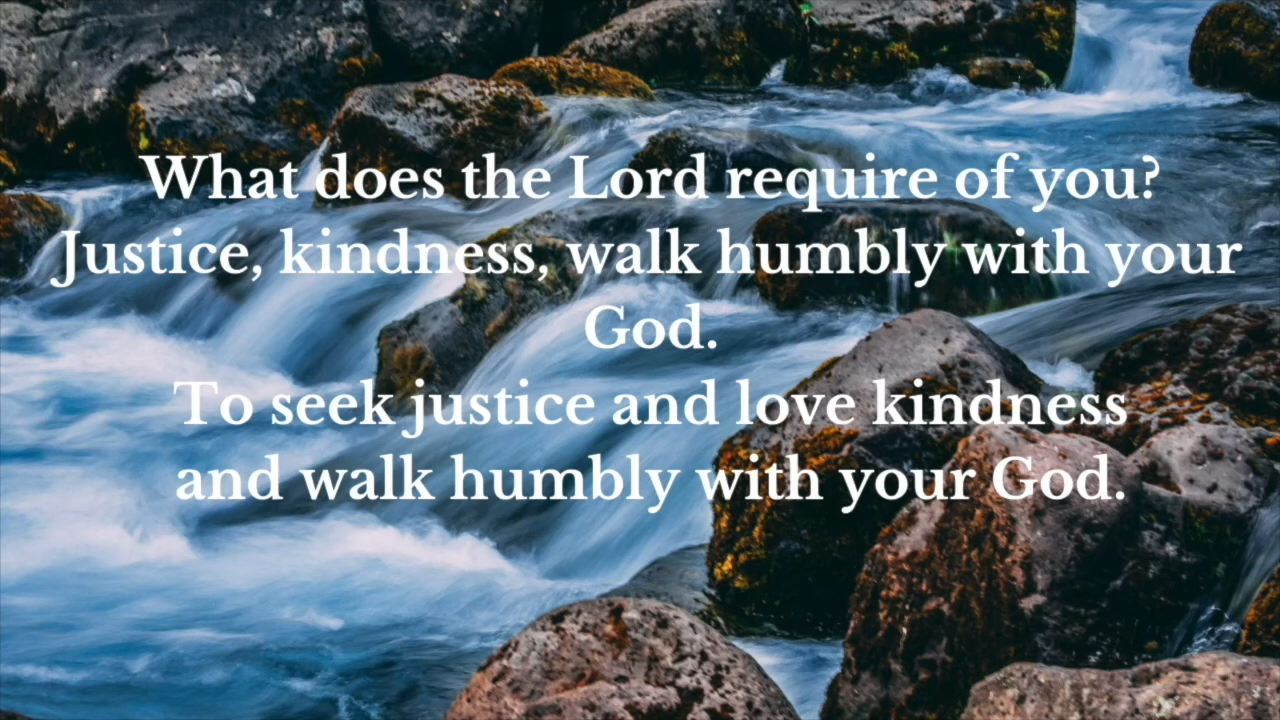 What does the Lord require of you?
Justice, kindness, walk humbly with your
God.
To seek justice and love kindness
and walk humbly with your God.